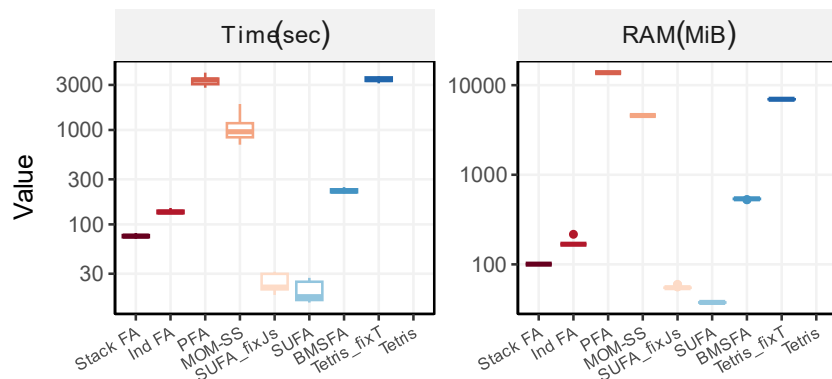 Time(sec)
RAM(MiB)
Value
3000
1000
300
100
30
10000
1000
100
Stack FA
Ind FA
PFA
MOM-SS
SUFA_fixJs
SUFA
BMSFA
Tetris_fixT
Tetris
Stack FA
Ind FA
PFA
MOM-SS
SUFA_fixJs
SUFA
BMSFA
Tetris_fixT
Tetris